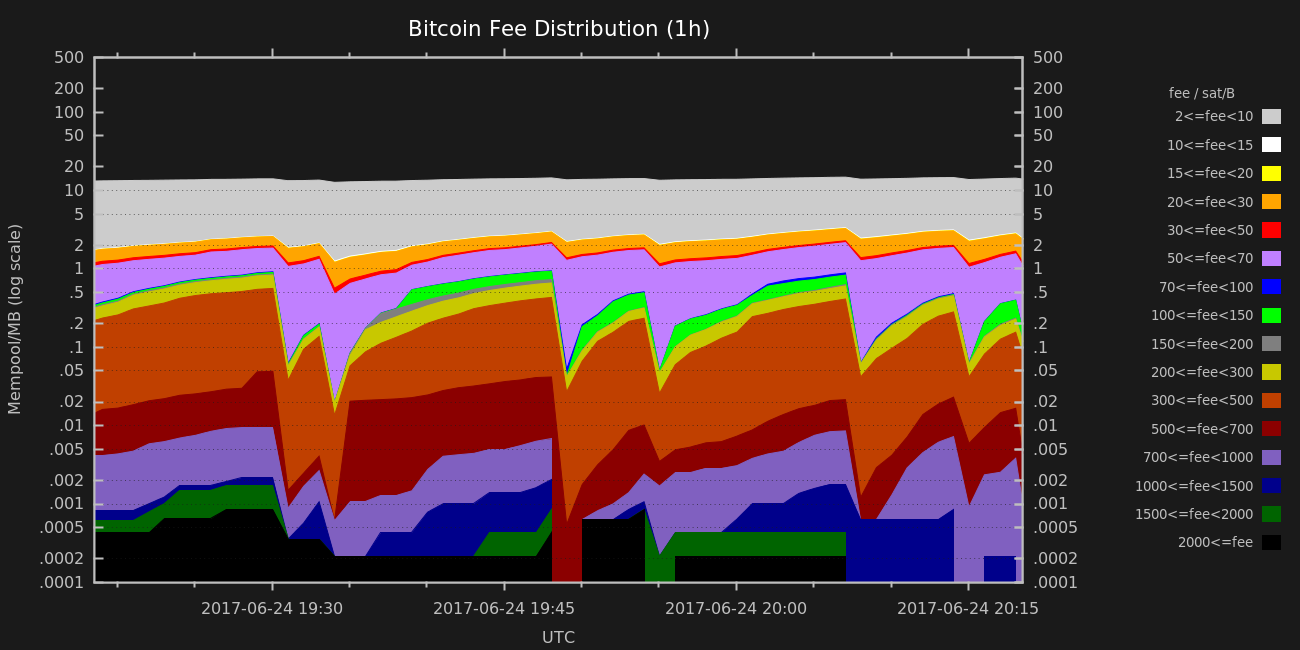 Bitcoin Fee Distribution (1h)
500
200
100
50
20
10
5
2
1
.5
.2
.1
.05
.02
.01
.005
.002
.001
.0005
.0002
.0001
Mempool/MB (log scale)
500
200
100
50
20
10
5
2
1
.5
.2
.1
.05
.02
.01
.005
.002
.001
.0005
.0002
.0001
2017-06-24 19:30
2017-06-24 19:45
2017-06-24 20:00
2017-06-24 20:15
UTC
fee / sat/B
2<=fee<10
10<=fee<15
15<=fee<20
20<=fee<30
30<=fee<50
50<=fee<70
70<=fee<100
100<=fee<150
150<=fee<200
200<=fee<300
300<=fee<500
500<=fee<700
700<=fee<1000
1000<=fee<1500
1500<=fee<2000
2000<=fee